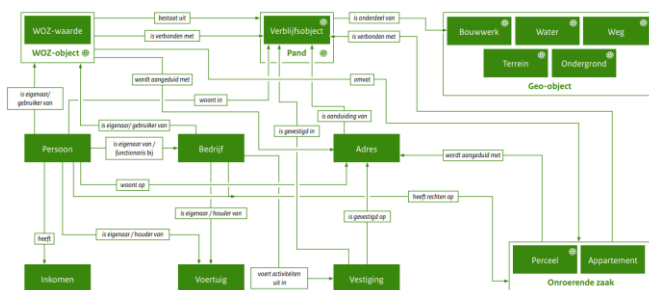 WOZ-waarde
WOZ-object
bestaat uit
is verbonden met
Verblijfsobject
Pand
is onderdeel van
is verbonden met
Bouwwerk
Water
Weg
Terrein
Ondergrond
Geo-object
wordt aangeduid met
omvat
is eigenaar/
gebruiker van
woont in
is eigenaar/ gebruiker van
is gevestigd in
is aanduiding van
Persoon
is eigenaar van /
functionaris bij
Bedrijf
Adres
wordt aangeduid met
woont op
heeft rechten op
is eigenaar / houder van
is gevestigd op
heeft
is eigenaar / houder van
Perceel
Appartement
Onroerende zaak
Inkomen
Voertuig
voert activiteiten
uit in
Vestiging